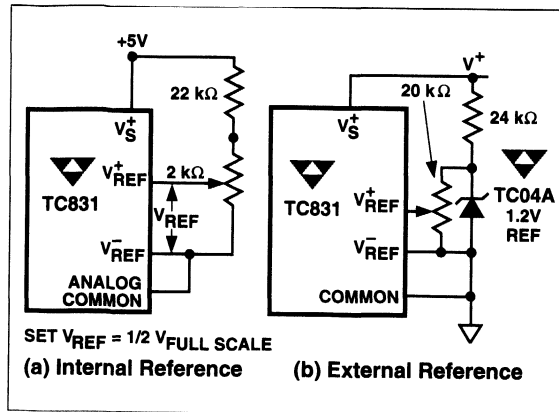 +5V
22 kΩ
V+S
V+REF
2 kΩ
TC831
VREF
V–REF
ANALOG
COMMON
SET VREF = 1/2 VFULL SCALE
(a) Internal Reference
V+
20 kΩ
24 kΩ
V+S
TC831
V+REF
TC04A
1.2V
REF
V–REF
COMMON
(b) External Reference